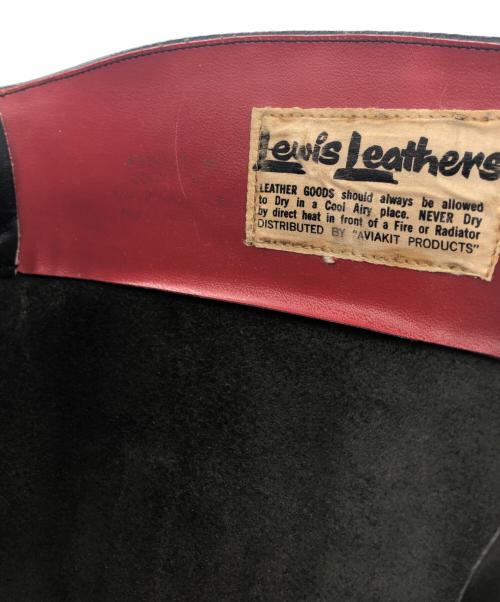 Lewis Leathers
LEATHER GOODS should always be allowed
to Dry in a Cool Airy place. NEVER Dry
by direct heat in front of a Fire or Radiator
DISTRIBUTED BY "AVIAKIT PRODUCTS"